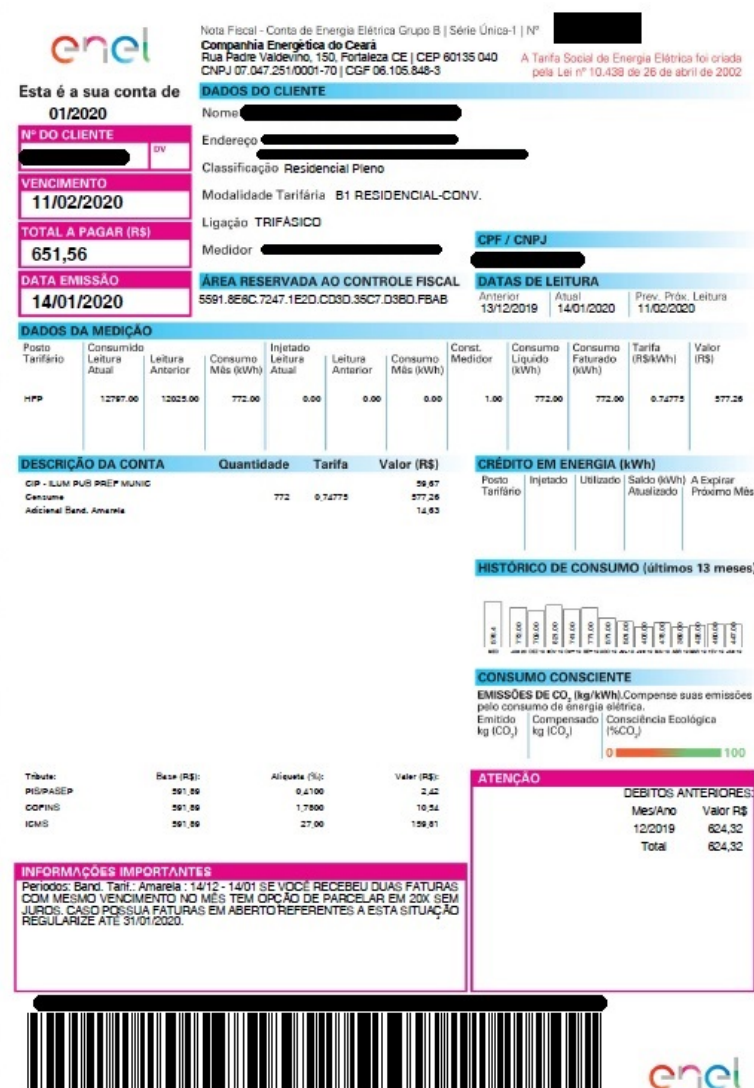 enel
Nota Fiscal - Conta de Energia Elétrica Grupo B | Série Única-1 | Nº
Companhia Energética do Ceará
Rua Padre Valdevino, 150, Fortaleza CE | CEP 60135 040
CNPJ 07.047.251/0001-70 | CGF 06.105.848-3
A Tarifa Social de Energia Elétrica foi criada
pela Lei nº 10.438 de 26 de abril de 2002
Esta é a sua conta de
01/2020
Nº DO CLIENTE
DV
VENCIMENTO
11/02/2020
TOTAL A PAGAR (R$)
651,56
DATA EMISSÃO
14/01/2020
DADOS DO CLIENTE
Nome
Endereço
Classificação Residencial Pleno
Modalidade Tarifária B1 RESIDENCIAL-CONV.
Ligação TRIFÁSICO
Medidor
CPF / CNPJ
ÁREA RESERVADA AO CONTROLE FISCAL
5591.8E6C.7247.1E2D.CD3D.35C7.D3BD.FBAB
DATAS DE LEITURA
Anterior Atual Prev. Próx. Leitura
13/12/2019 14/01/2020 11/02/2020
DADOS DA MEDIÇÃO
Posto Consumido Injetado Const. Consumo Consumo Tarifa Valor
Tarifário Leitura Leitura Consumo Leitura Leitura Consumo Medidor Líquido Faturado (R$/kWh) (R$)
Atual Anterior Mês (kWh) Atual Anterior Mês (kWh) (kWh) (kWh)
HFP 12797.00 12025.00 772.00 0.00 0.00 0.00 1.00 772.00 772.00 0.74775 577.26
DESCRIÇÃO DA CONTA Quantidade Tarifa Valor (R$)
CIP - ILUM PUB PREF MUNIC 59,67
Consumo 772 0,74775 577,26
Adicional Band. Amarela 14,63
CRÉDITO EM ENERGIA (kWh)
Posto Injetado Utilizado Saldo (kWh) A Expirar
Tarifário Atualizado Próximo Mês
HISTÓRICO DE CONSUMO (últimos 13 meses)
CONSUMO CONSCIENTE
EMISSÕES DE CO2 (kg/kWh).Compense suas emissões
pelo consumo de energia elétrica.
Emitido Compensado Consciência Ecológica
kg (CO2) kg (CO2) (%CO2)
0 100
Tributo: Base (R$): Alíquota (%): Valor (R$):
PIS/PASEP 591,89 0,4100 2,42
COFINS 591,89 1,7800 10,54
ICMS 591,89 27,00 159,81
ATENÇÃO
DEBITOS ANTERIORES:
Mes/Ano Valor R$
12/2019 624,32
Total 624,32
INFORMAÇÕES IMPORTANTES
Periodos: Band. Tarif.: Amarela : 14/12 - 14/01 SE VOCÊ RECEBEU DUAS FATURAS
COM MESMO VENCIMENTO NO MÊS TEM OPÇÃO DE PARCELAR EM 20X SEM
JUROS. CASO POSSUA FATURAS EM ABERTO REFERENTES A ESTA SITUAÇÃO
REGULARIZE ATÉ 31/01/2020.
enel